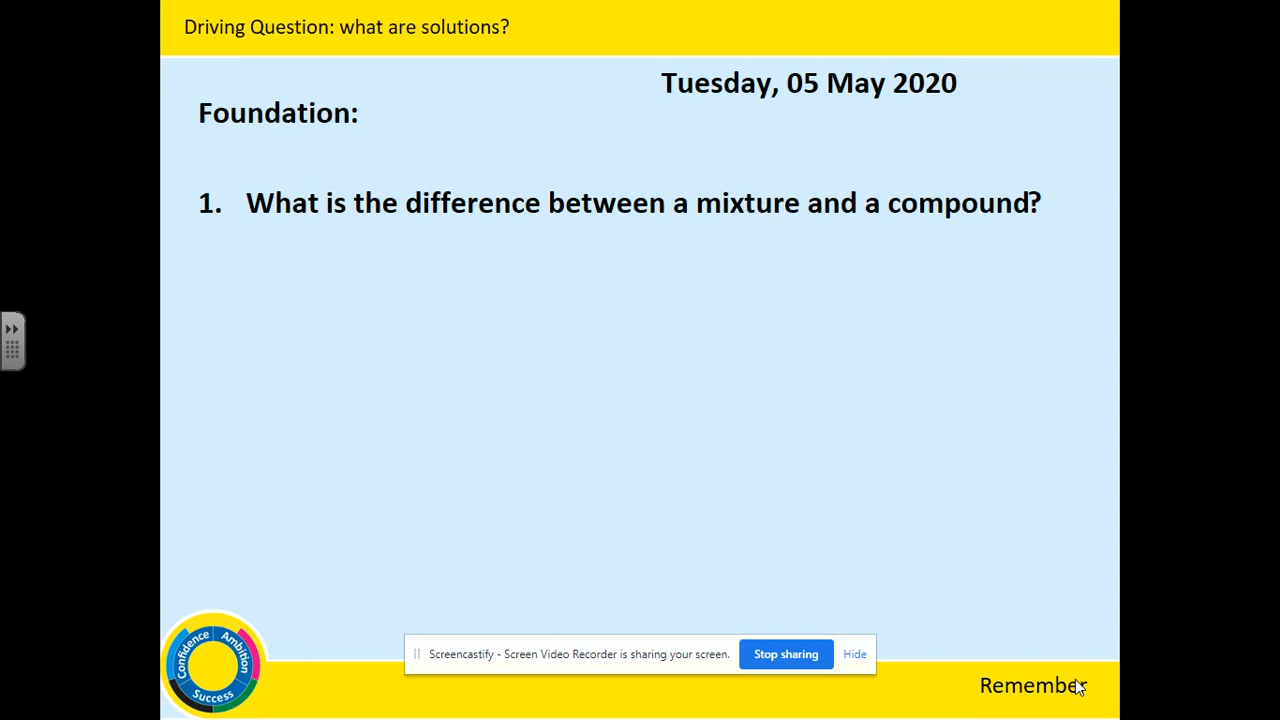 Driving Question: what are solutions?
Tuesday, 05 May 2020
Foundation:
1. What is the difference between a mixture and a compound?
Confidence
Ambition
Success
Screencastify - Screen Video Recorder is sharing your screen.
Stop sharing
Hide
Remember